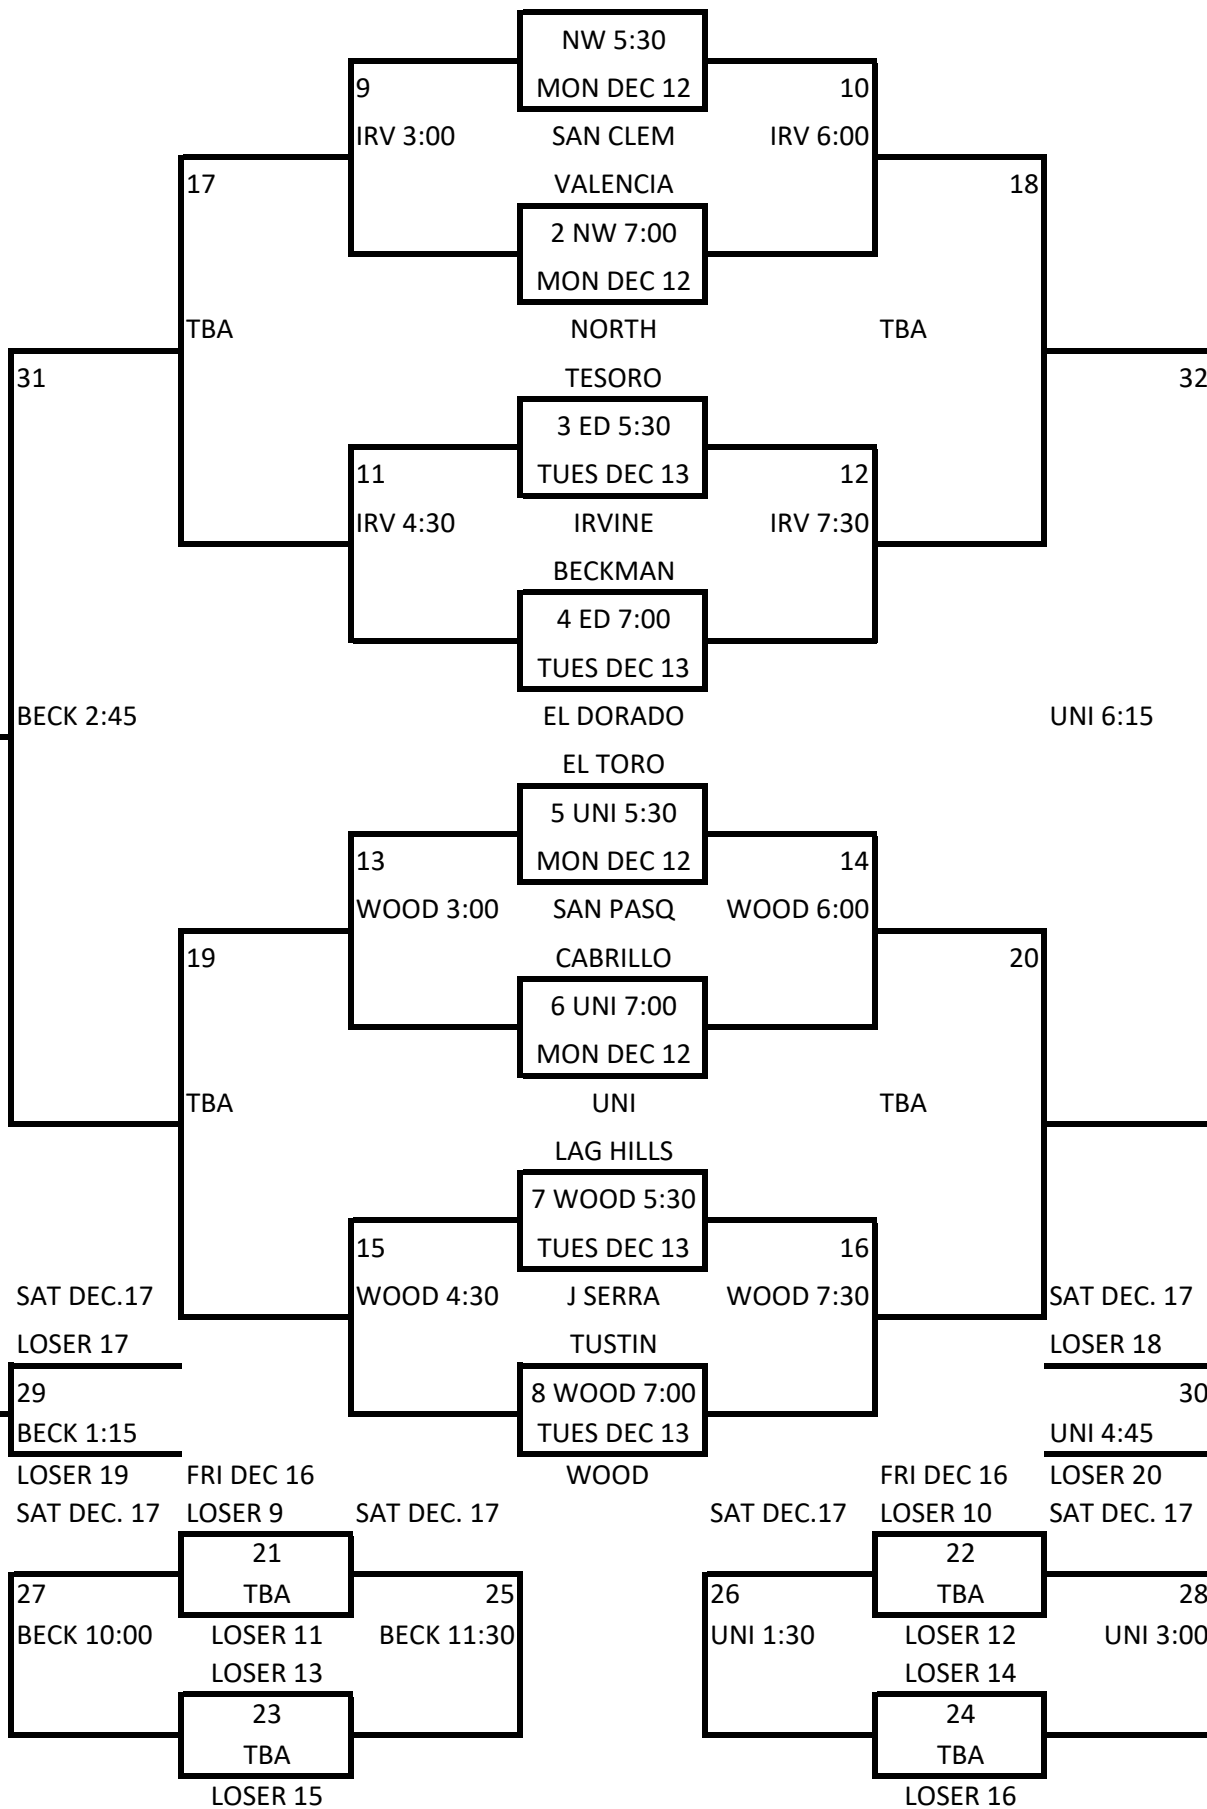 NW 5:30
9 MON DEC 12 10
IRV 3:00 SAN CLEM IRV 6:00
17 VALENCIA 18
2 NW 7:00
MON DEC 12
TBA NORTH TBA
31 TESORO 32
3 ED 5:30
11 TUES DEC 13 12
IRV 4:30 IRVINE IRV 7:30
BECKMAN
4 ED 7:00
TUES DEC 13
BECK 2:45 EL DORADO UNI 6:15
EL TORO
5 UNI 5:30
13 MON DEC 12 14
WOOD 3:00 SAN PASQ WOOD 6:00
19 CABRILLO 20
6 UNI 7:00
MON DEC 12
TBA UNI TBA
LAG HILLS
7 WOOD 5:30
15 TUES DEC 13 16
SAT DEC.17 WOOD 4:30 J SERRA WOOD 7:30 SAT DEC. 17
LOSER 17 TUSTIN LOSER 18
29 8 WOOD 7:00 30
BECK 1:15 TUES DEC 13 UNI 4:45
LOSER 19 FRI DEC 16 WOOD FRI DEC 16 LOSER 20
SAT DEC. 17 LOSER 9 SAT DEC. 17 SAT DEC.17 LOSER 10 SAT DEC. 17
21 22
27 TBA 25 26 TBA 28
BECK 10:00 LOSER 11 BECK 11:30 UNI 1:30 LOSER 12 UNI 3:00
LOSER 13 LOSER 14
23 24
TBA TBA
LOSER 15 LOSER 16